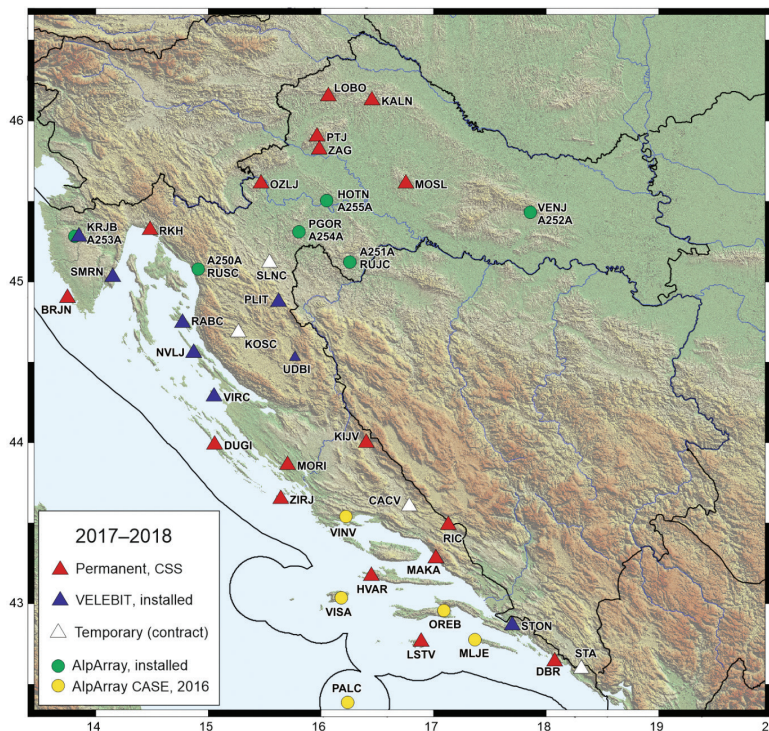 LOBO
KALN
46
PTJ
ZAG
OZLJ
MOSL
HOTN
A255A
VENJ
A252A
KRJB
A253A
RKH
PGOR
A254A
A250A
RUSC
A251A
RUJC
SMRN
SLNC
45
BRJN
PLIT
RABC
KOSC
NVLJ
UDBI
VIRC
44
DUGI
KIJV
MORI
ZIRJ
CACV
VINV
RIC
MAKA
HVAR
43
VISA
OREB
STON
LSTV
MLJE
STA
DBR
PALC
2017–2018
Permanent, CSS
VELEBIT, installed
Temporary (contract)
AlpArray, installed
AlpArray CASE, 2016
14 15 16 17 18 19 2